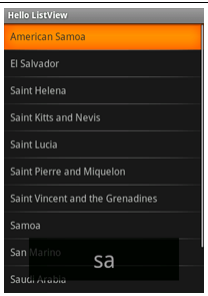 Hello ListView
American Samoa
El Salvador
Saint Helena
Saint Kitts and Nevis
Saint Lucia
Saint Pierre and Miquelon
Saint Vincent and the Grenadines
Samoa
San Marino
sa
Saudi Arabia